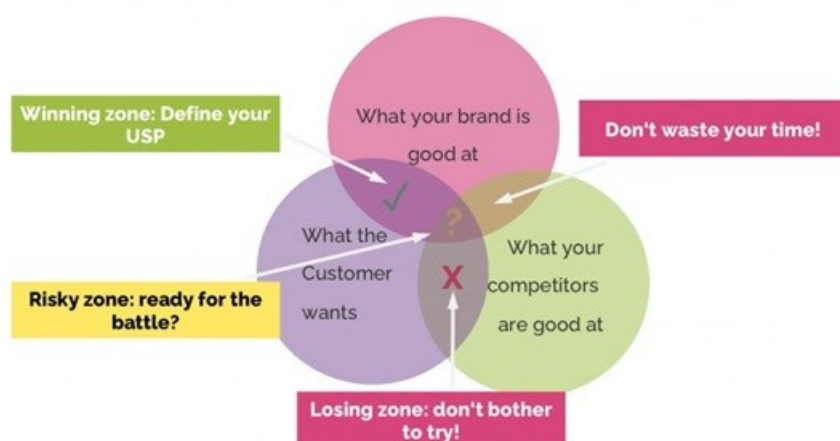 What your brand is
good at
Winning zone: Define your
USP
Don't waste your time!
?
What the
Customer
wants
What your
competitors
are good at
X
Risky zone: ready for the
battle?
Losing zone: don't bother
to try!